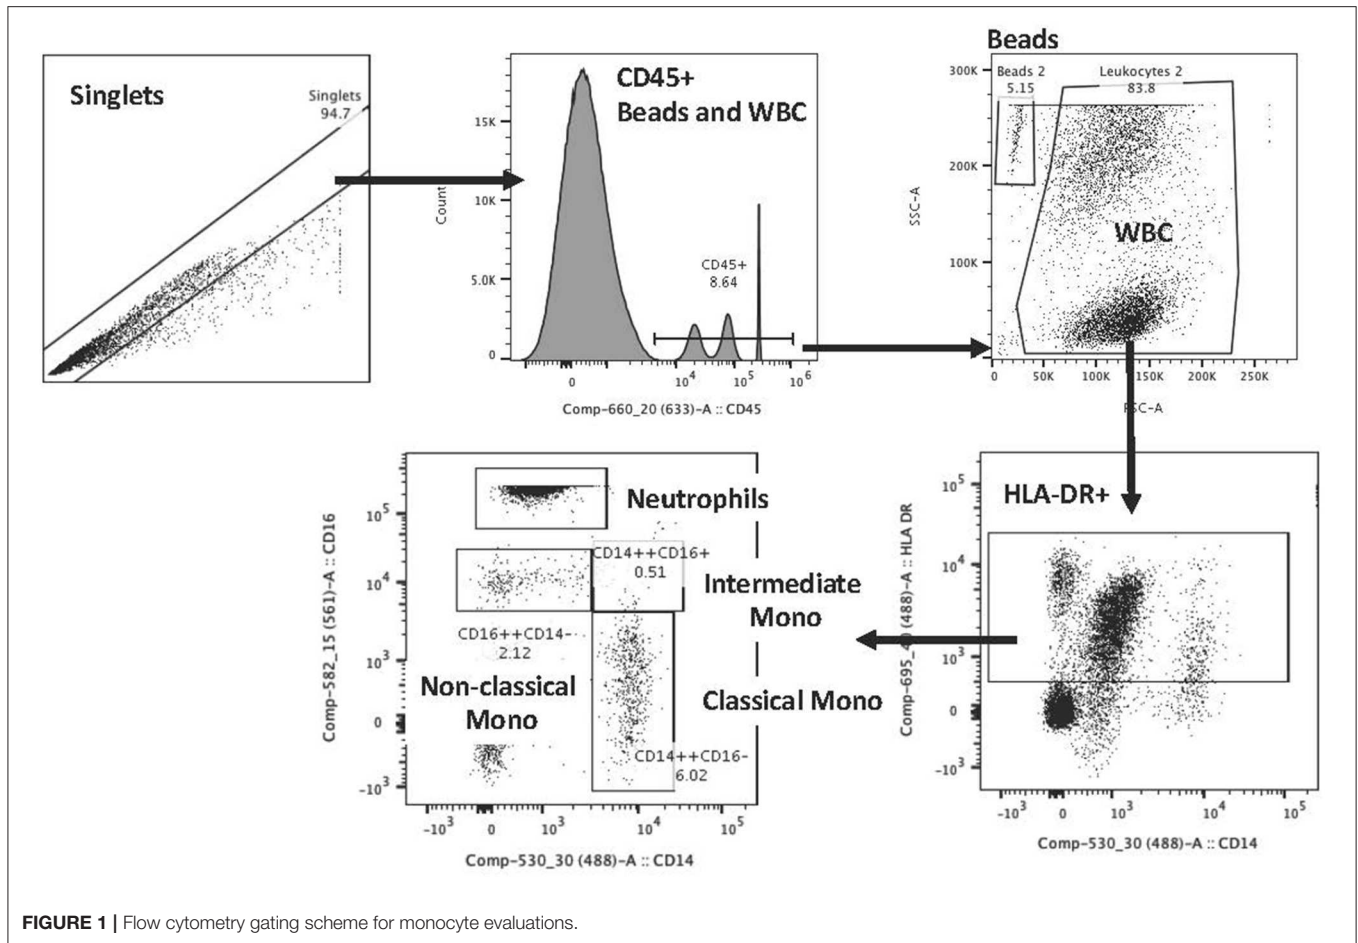 Singlets
Singlets
94.7
CD45+
Beads and WBC
15K
10K
5.0K
0
Count
CD45+
8.64
0
10^4
10^5
10^6
Comp-660_20 (633)-A :: CD45
Beads
300K
200K
100K
0
SSC-A
Beads 2
5.15
Leukocytes 2
83.8
WBC
0
50K
100K
150K
200K
250K
FSC-A
10^5
10^4
10^3
0
-10^3
Comp-582_15 (561)-A :: CD16
Neutrophils
CD14++CD16+
0.51
Intermediate
Mono
CD16++CD14-
2.12
Non-classical
Mono
Classical Mono
CD14++CD16-
6.02
-10^3
0
10^3
10^4
10^5
Comp-530_30 (488)-A :: CD14
HLA-DR+
10^5
10^4
10^3
0
-10^3
(488)-A :: HLA DR
-10^3
0
10^3
10^4
10^5
Comp-530_30 (488)-A :: CD14
FIGURE 1 | Flow cytometry gating scheme for monocyte evaluations.